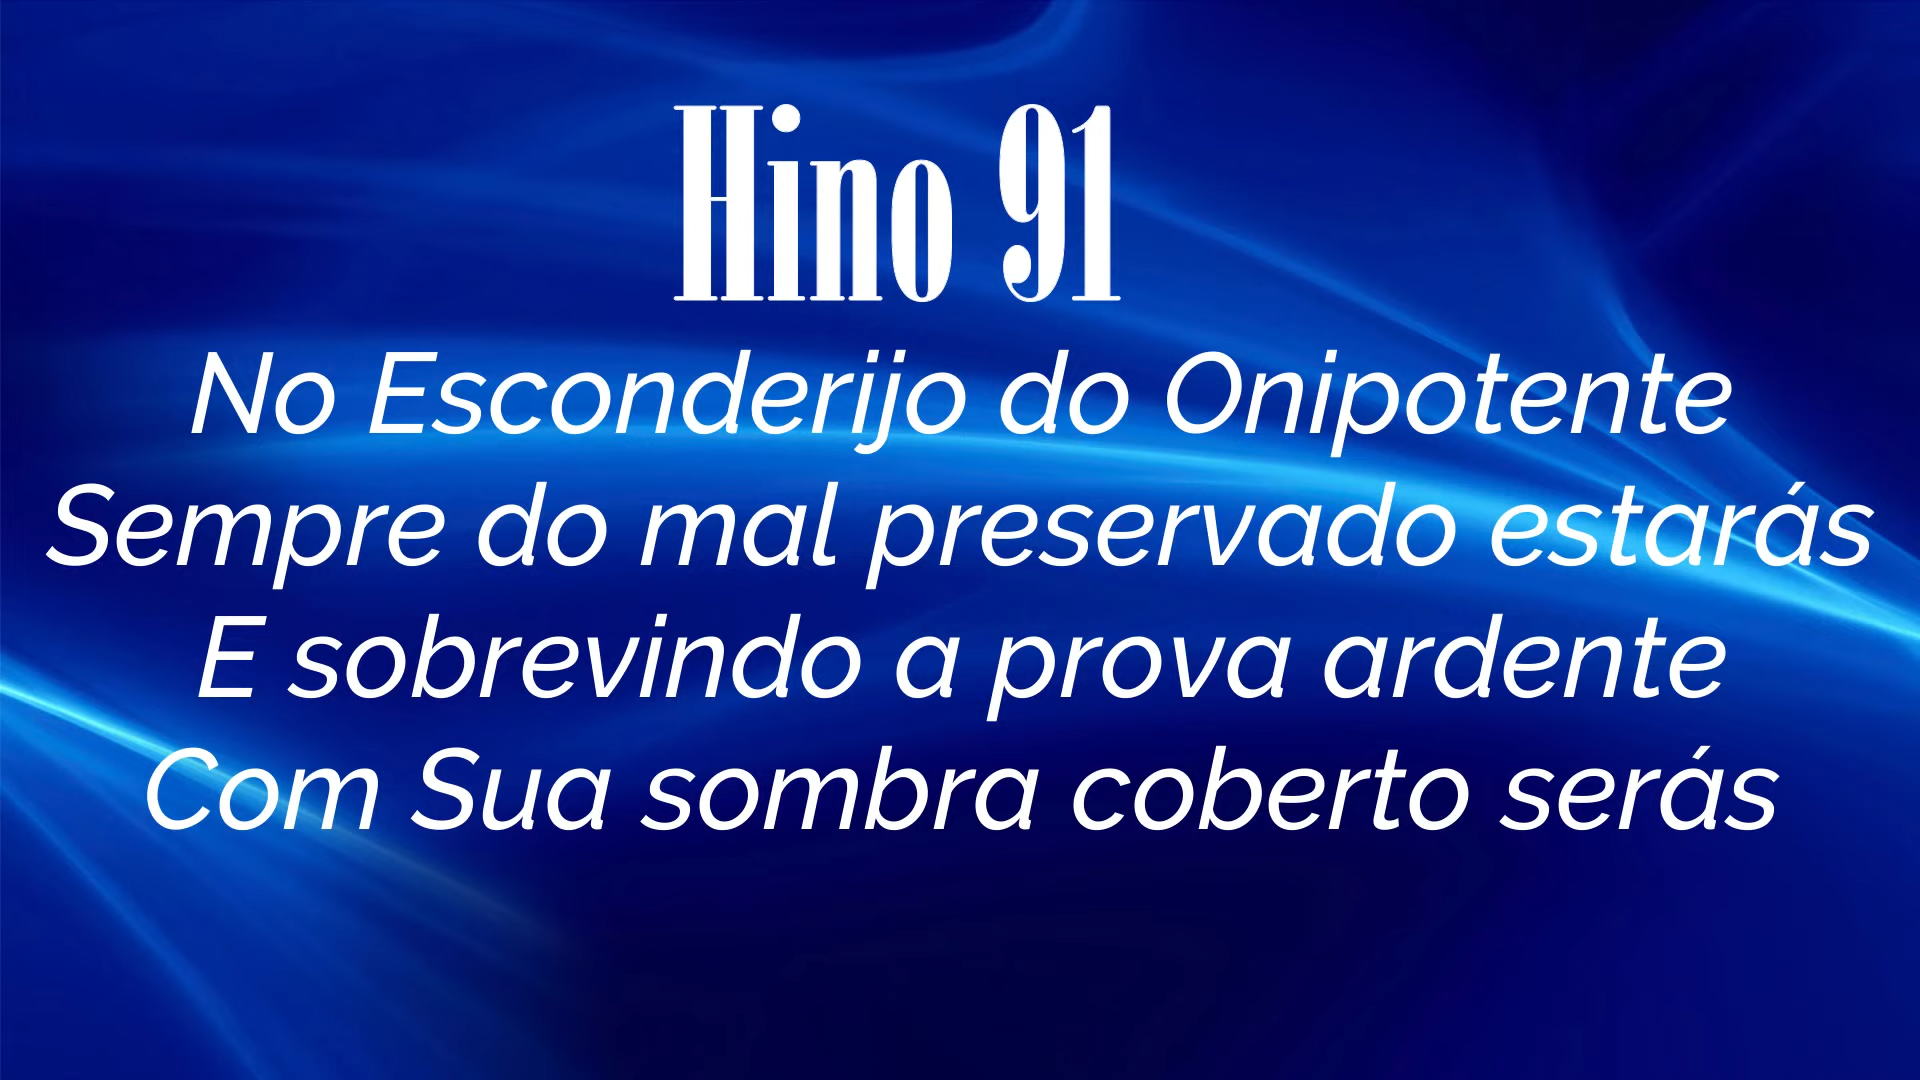 Hino 91
No Esconderijo do Onipotente
Sempre do mal preservado estarás
E sobrevindo a prova ardente
Com Sua sombra coberto serás